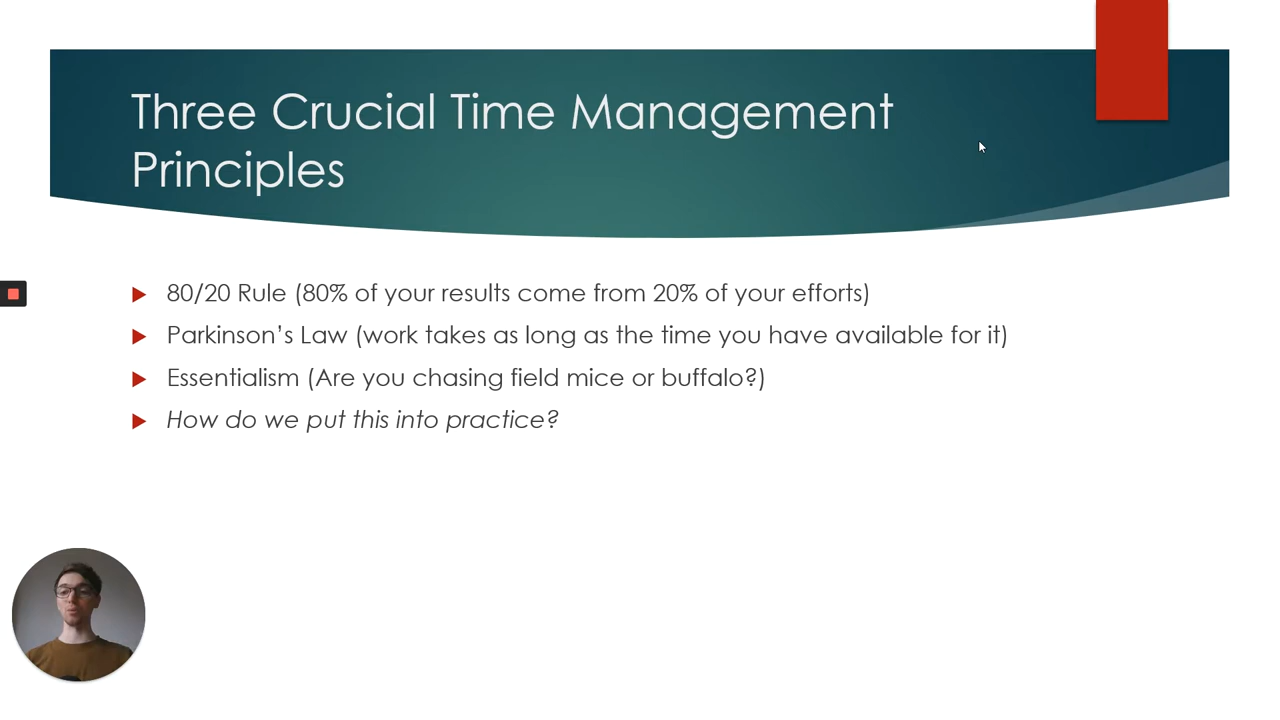 Three Crucial Time Management
Principles
80/20 Rule (80% of your results come from 20% of your efforts)
Parkinson’s Law (work takes as long as the time you have available for it)
Essentialism (Are you chasing field mice or buffalo?)
How do we put this into practice?